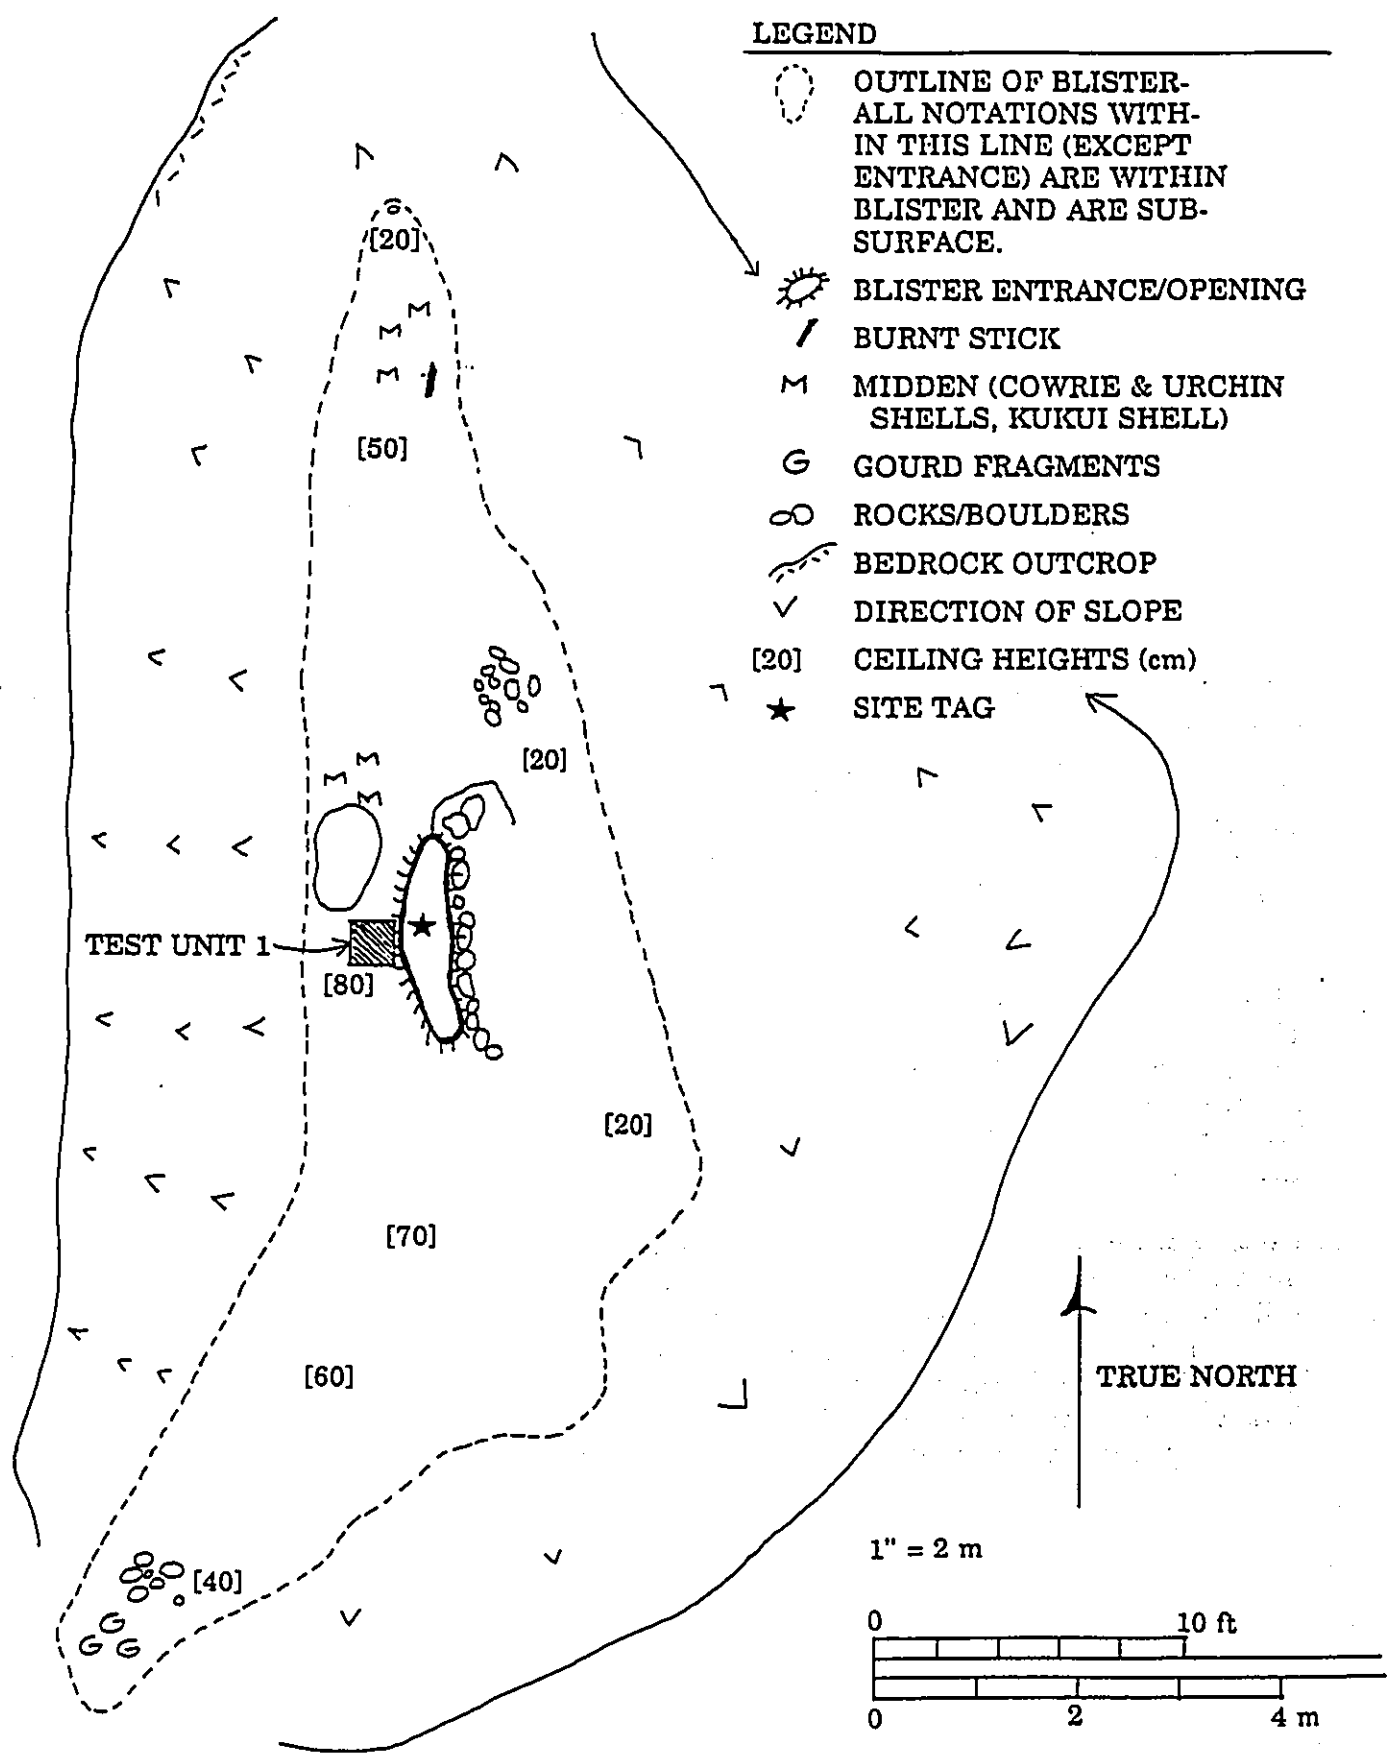 LEGEND
OUTLINE OF BLISTER-
ALL NOTATIONS WITH-
IN THIS LINE (EXCEPT
ENTRANCE) ARE WITHIN
BLISTER AND ARE SUB-
SURFACE.
BLISTER ENTRANCE/OPENING
BURNT STICK
M MIDDEN (COWRIE & URCHIN
SHELLS, KUKUI SHELL)
G GOURD FRAGMENTS
ROCKS/BOULDERS
BEDROCK OUTCROP
DIRECTION OF SLOPE
[20] CEILING HEIGHTS (cm)
SITE TAG
[20]
M
M
M
[50]
[20]
M
M
M
TEST UNIT 1
[80]
[20]
[70]
[60]
[40]
G
G G
TRUE NORTH
1" = 2 m
0 10 ft
0 2 4 m